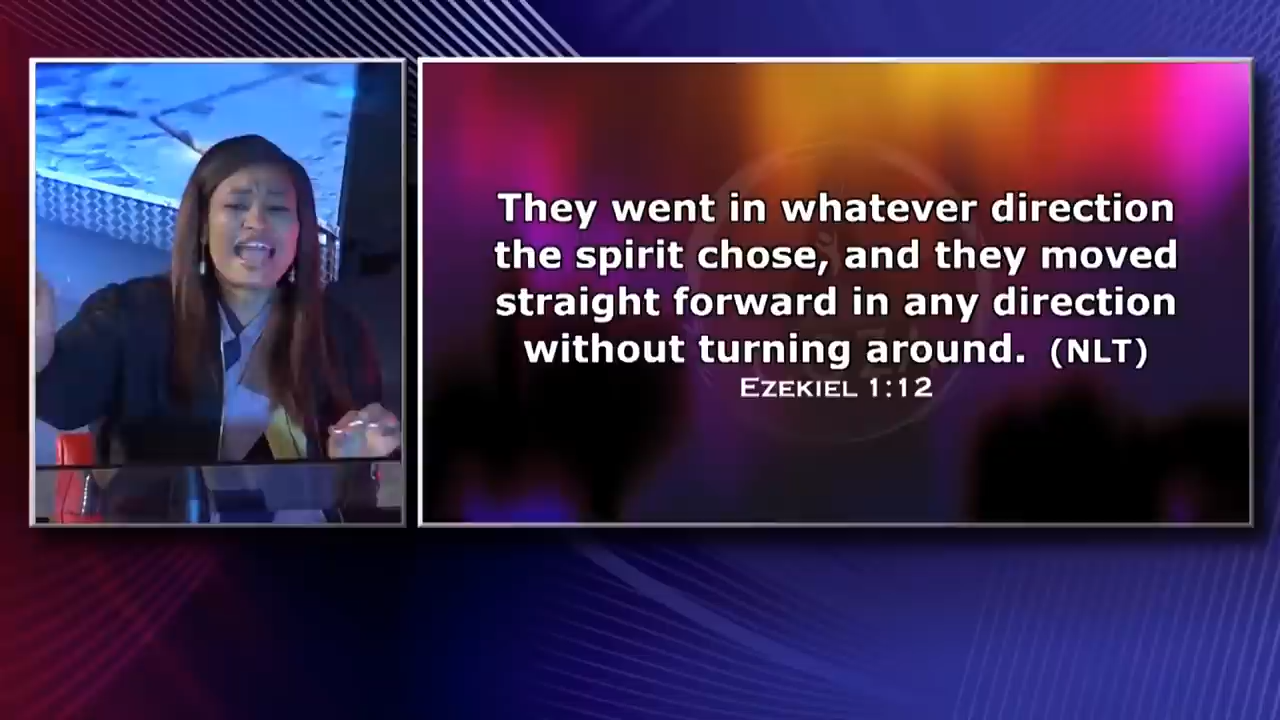 They went in whatever direction
the spirit chose, and they moved
straight forward in any direction
without turning around. (NLT)
EZEKIEL 1:12